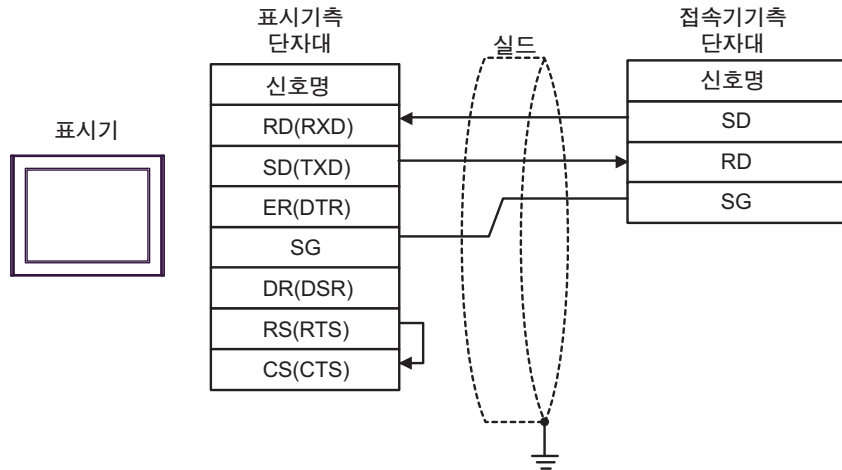 표시기
표시기측
단자대
신호명
RD(RXD)
SD(TXD)
ER(DTR)
SG
DR(DSR)
RS(RTS)
CS(CTS)
실드
접속기기측
단자대
신호명
SD
RD
SG